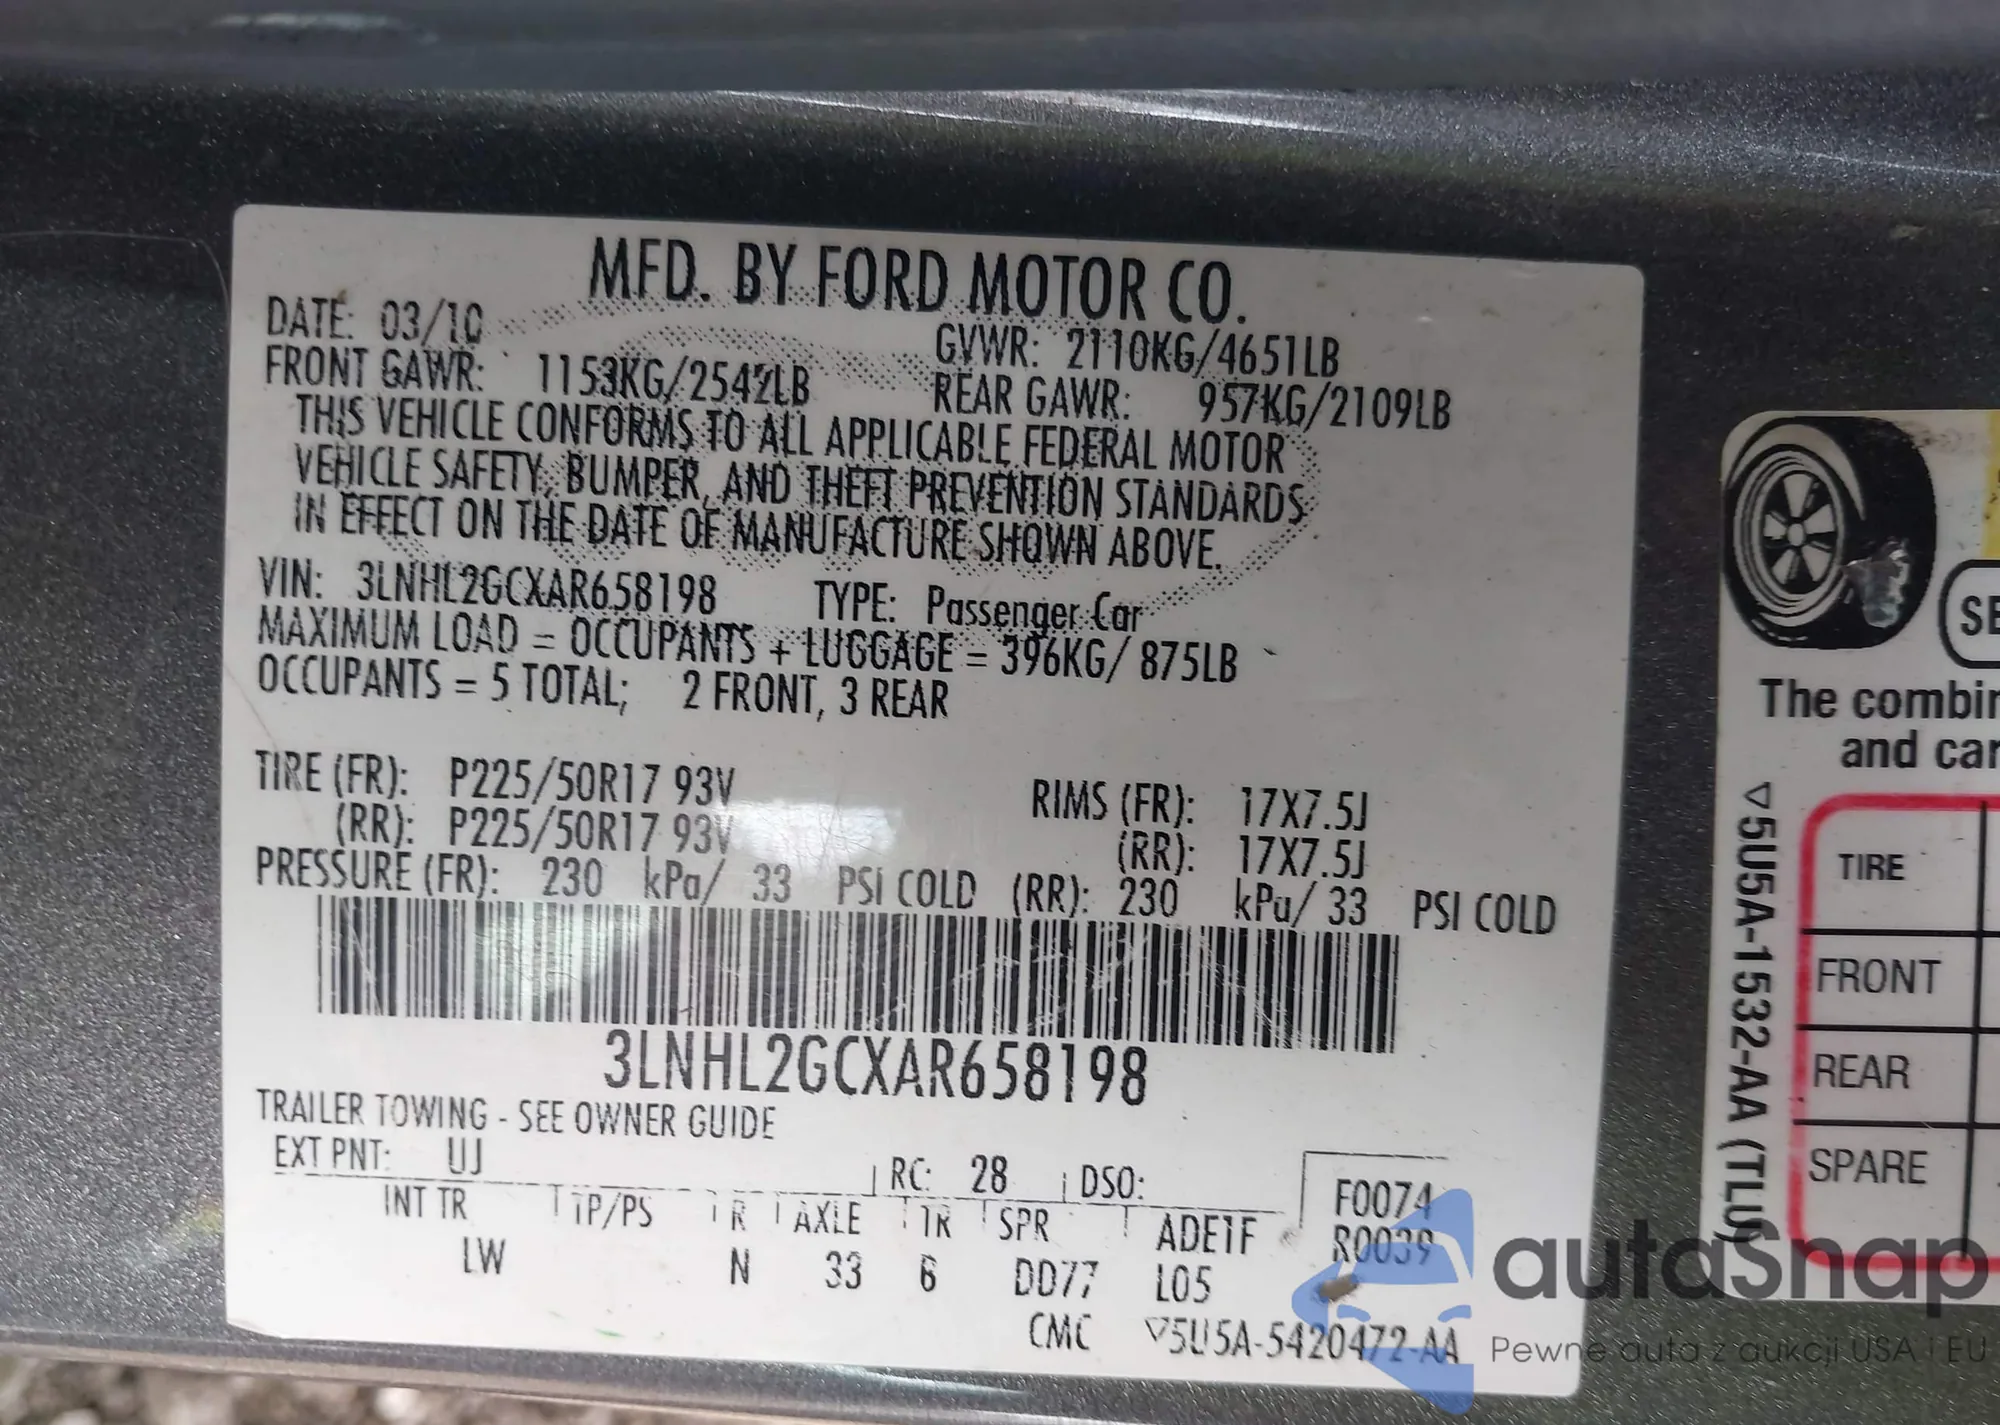 MFD. BY FORD MOTOR CO.
DATE: 03/10
GVWR: 2110KG/4651LB
FRONT GAWR: 1153KG/2542LB
REAR GAWR: 957KG/2109LB
THIS VEHICLE CONFORMS TO ALL APPLICABLE FEDERAL MOTOR
VEHICLE SAFETY, BUMPER, AND THEFT PREVENTION STANDARDS
IN EFFECT ON THE DATE OF MANUFACTURE SHOWN ABOVE.
VIN: 3LNHL2GCXAR658198 TYPE: Passenger Car
MAXIMUM LOAD = OCCUPANTS + LUGGAGE = 396KG/ 875LB
OCCUPANTS = 5 TOTAL; 2 FRONT, 3 REAR
TIRE (FR): P225/50R17 93V RIMS (FR): 17X7.5J
(RR): P225/50R17 93V (RR): 17X7.5J
PRESSURE (FR): 230 kPa/ 33 PSI COLD (RR): 230 kPa/ 33 PSI COLD
3LNHL2GCXAR658198
TRAILER TOWING - SEE OWNER GUIDE
EXT PNT: UJ RC: 28 DSO:
INT TR TP/PS R AXLE TR SPR ADE1F
F0074
R0039
LW N 33 6 DD77 L05
CMC ▽5U5A-5420472-AA
SE
The combin
and car
▽5U5A-1532-AA (TLU)
TIRE
FRONT
REAR
SPARE
autaSnap
Pewne auta z aukcji USA i EU